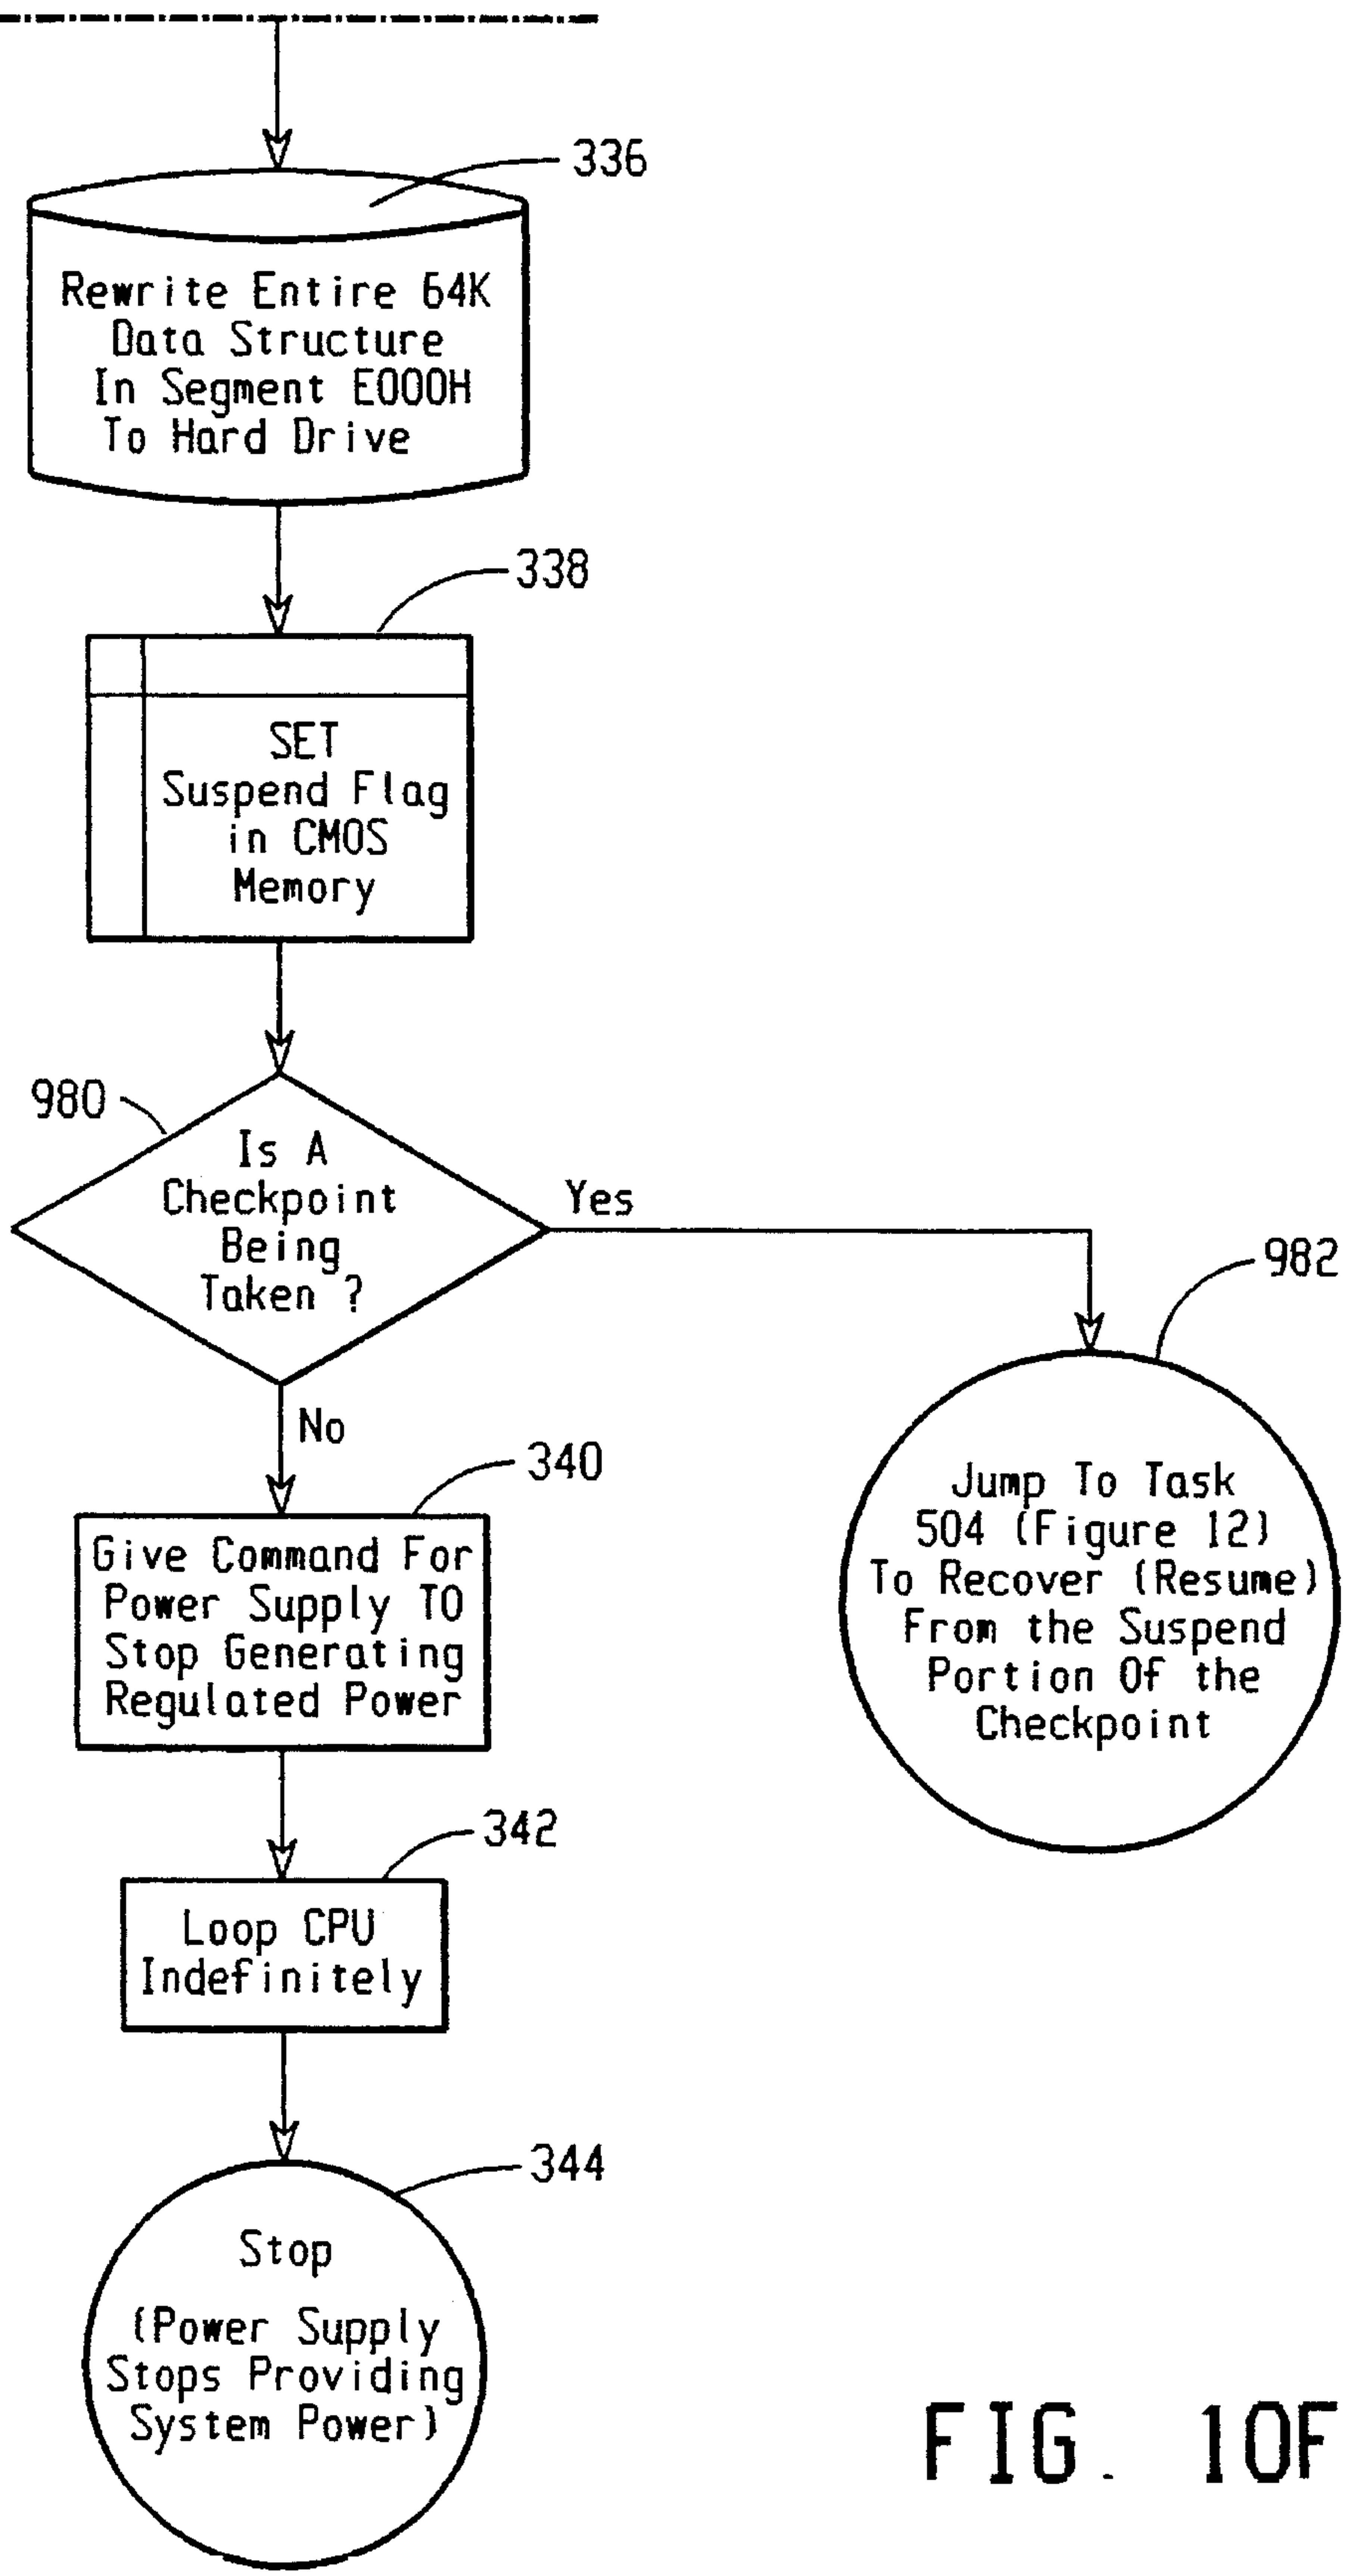 336
Rewrite Entire 64K
Data Structure
In Segment E000H
To Hard Drive
338
SET
Suspend Flag
in CMOS
Memory
980
Is A
Checkpoint
Being
Taken ?
Yes
982
No
Jump To Task
504 (Figure 12)
To Recover (Resume)
From the Suspend
Portion Of the
Checkpoint
340
Give Command For
Power Supply TO
Stop Generating
Regulated Power
342
Loop CPU
Indefinitely
344
Stop
(Power Supply
Stops Providing
System Power)
FIG. 10F